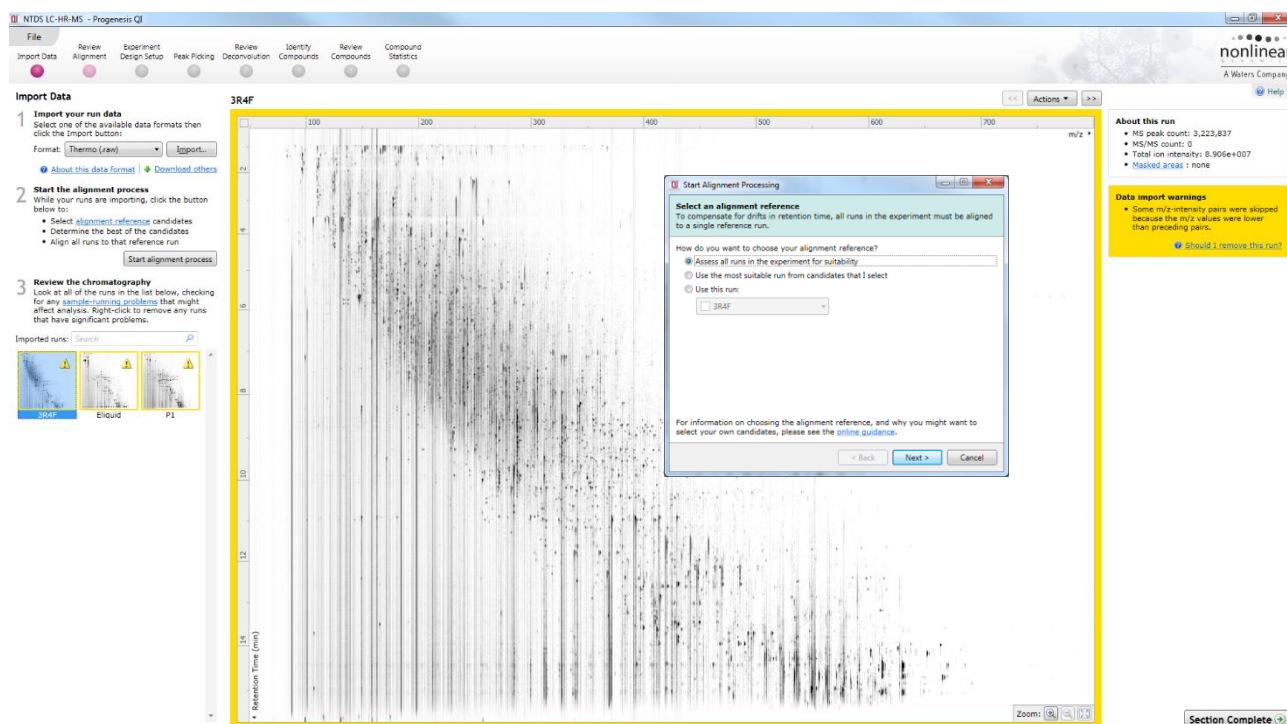 NTDS LC-HR-MS - Progenesis QI
File
Import Data
Review
Alignment
Experiment
Design Setup
Peak Picking
Review
Deconvolution
Identify
Compounds
Review
Compounds
Compound
Statistics
nonlinear
A Waters Company
Help
Import Data
1 Import your run data
Select one of the available data formats then
click the Import button:
Format: Thermo (.raw) Import...
About this data format Download others
2 Start the alignment process
While your runs are importing, click the button
below to:
• Select alignment reference candidates
• Determine the best of the candidates
• Align all runs to that reference run
Start alignment process
3 Review the chromatography
Look at all of the runs in the list below, checking
for any sample-running problems that might
affect analysis. Right-click to remove any runs
that have significant problems.
Imported runs: Search
3R4F Eliquid P1
3R4F
<< Actions >>
100 200 300 400 500 600 700
m/z
2
4
6
8
10
12
14
Retention Time (min)
Zoom:
Start Alignment Processing
Select an alignment reference
To compensate for drifts in retention time, all runs in the experiment must be aligned
to a single reference run.
How do you want to choose your alignment reference?
Assess all runs in the experiment for suitability
Use the most suitable run from candidates that I select
Use this run:
3R4F
For information on choosing the alignment reference, and why you might want to
select your own candidates, please see the online guidance.
< Back Next > Cancel
About this run
• MS peak count: 3,223,837
• MS/MS count: 0
• Total ion intensity: 8.906e+007
• Masked areas : none
Data import warnings
• Some m/z-intensity pairs were skipped
because the m/z values were lower
than preceding pairs.
Should I remove this run?
Section Complete